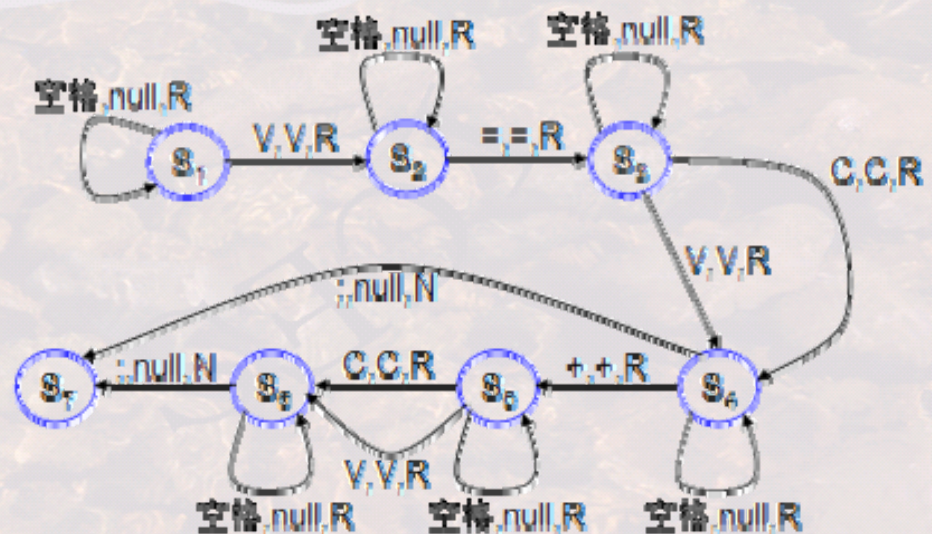 空格,null,R
空格,null,R
空格,null,R
V,V,R
=,=,R
S₁
S₂
S₃
C,C,R
V,V,R
;,null,N
;,null,N
C,C,R
+,+,R
S₇
S₆
S₅
S₄
V,V,R
空格,null,R
空格,null,R
空格,null,R